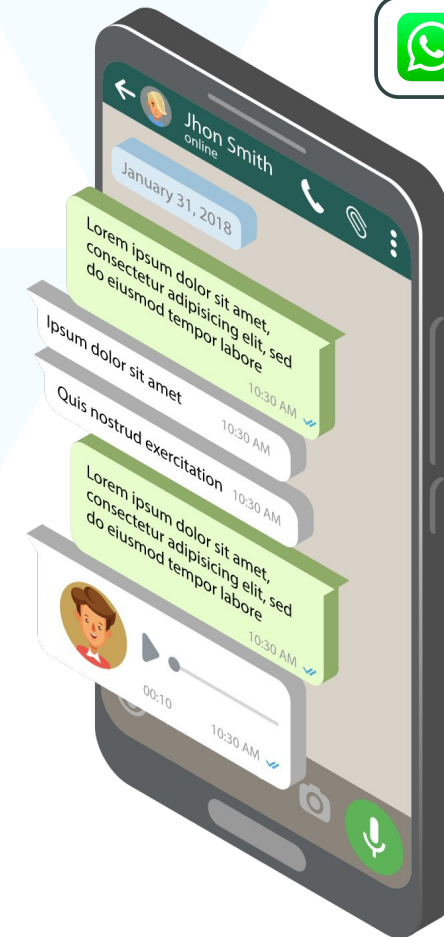 Jhon Smith
online
January 31, 2018
Lorem ipsum dolor sit amet,
consectetur adipisicing elit, sed
do eiusmod tempor labore
10:30 AM
Ipsum dolor sit amet
10:30 AM
Quis nostrud exercitation
10:30 AM
Lorem ipsum dolor sit amet,
consectetur adipisicing elit, sed
do eiusmod tempor labore
10:30 AM
00:10
10:30 AM